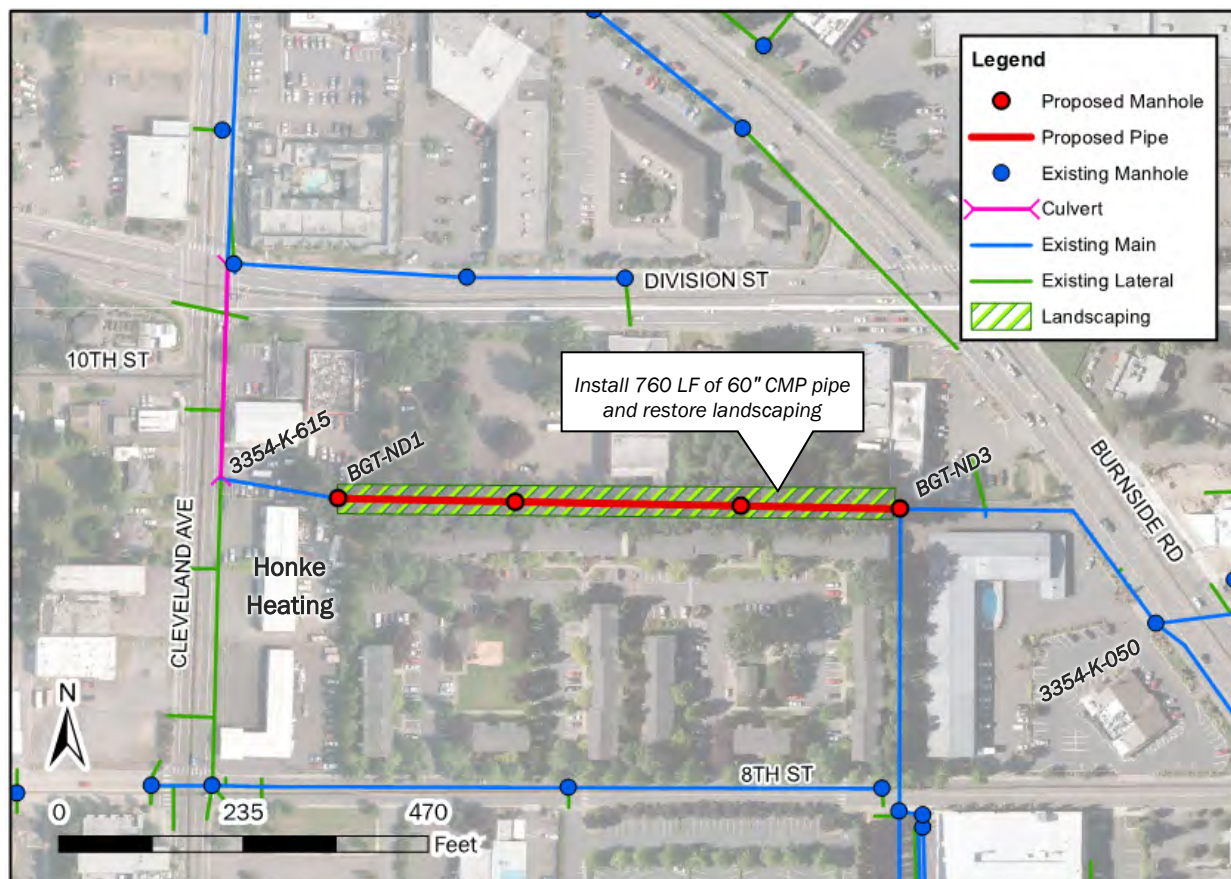 Legend
Proposed Manhole
Proposed Pipe
Existing Manhole
Culvert
Existing Main
Existing Lateral
Landscaping
DIVISION ST
10TH ST
Install 760 LF of 60" CMP pipe
and restore landscaping
3354-K-615
BGT-ND1
BGT-ND3
BURNSIDE RD
CLEVELAND AVE
Honke
Heating
3354-K-050
N
8TH ST
0 235 470
Feet